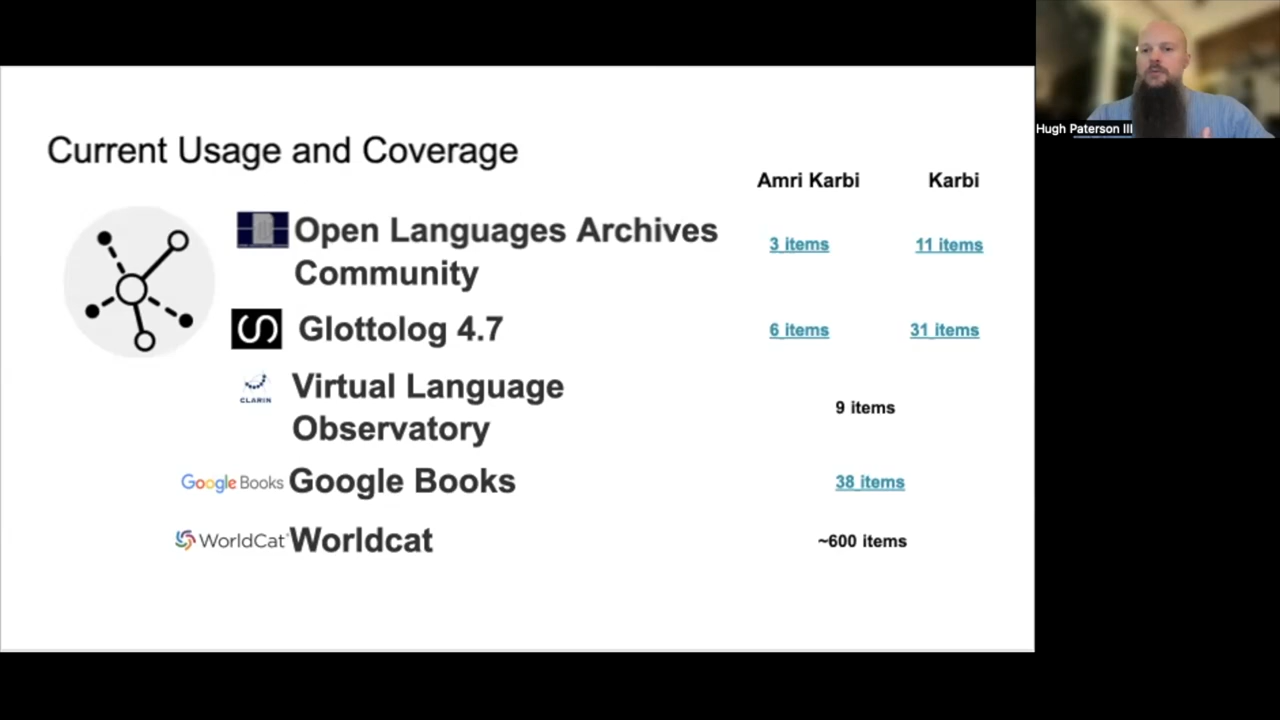 Hugh Paterson III
Current Usage and Coverage
Amri Karbi
Karbi
Open Languages Archives
Community
3 items
11 items
Glottolog 4.7
6 items
31 items
CLARIN
Virtual Language
Observatory
9 items
Google Books
Google Books
38 items
WorldCat
Worldcat
~600 items